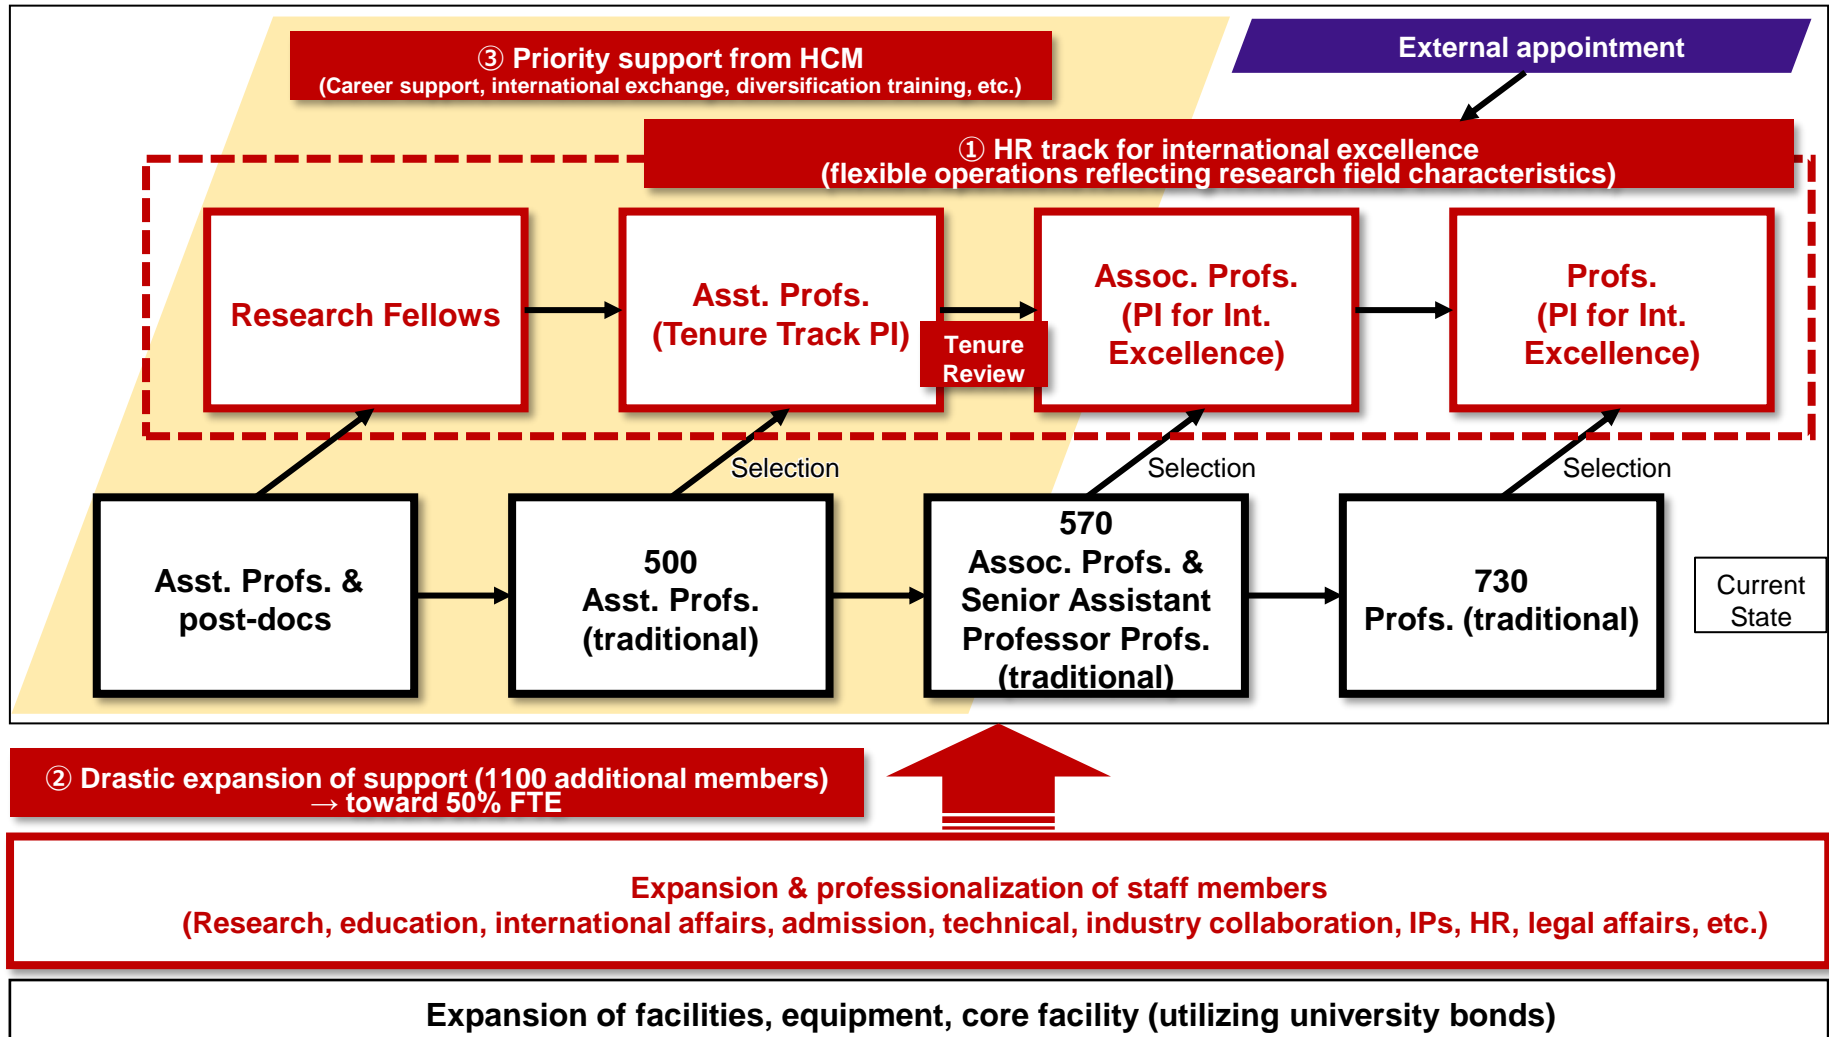 ③ Priority support from HCM
(Career support, international exchange, diversification training, etc.)
External appointment
① HR track for international excellence
(flexible operations reflecting research field characteristics)
Research Fellows
Asst. Profs.
(Tenure Track PI)
Tenure
Review
Assoc. Profs.
(PI for Int.
Excellence)
Profs.
(PI for Int.
Excellence)
Selection
Selection
Selection
Asst. Profs. &
post-docs
500
Asst. Profs.
(traditional)
570
Assoc. Profs. &
Senior Assistant
Professor Profs.
(traditional)
730
Profs. (traditional)
Current
State
② Drastic expansion of support (1100 additional members)
→ toward 50% FTE
Expansion & professionalization of staff members
(Research, education, international affairs, admission, technical, industry collaboration, IPs, HR, legal affairs, etc.)
Expansion of facilities, equipment, core facility (utilizing university bonds)